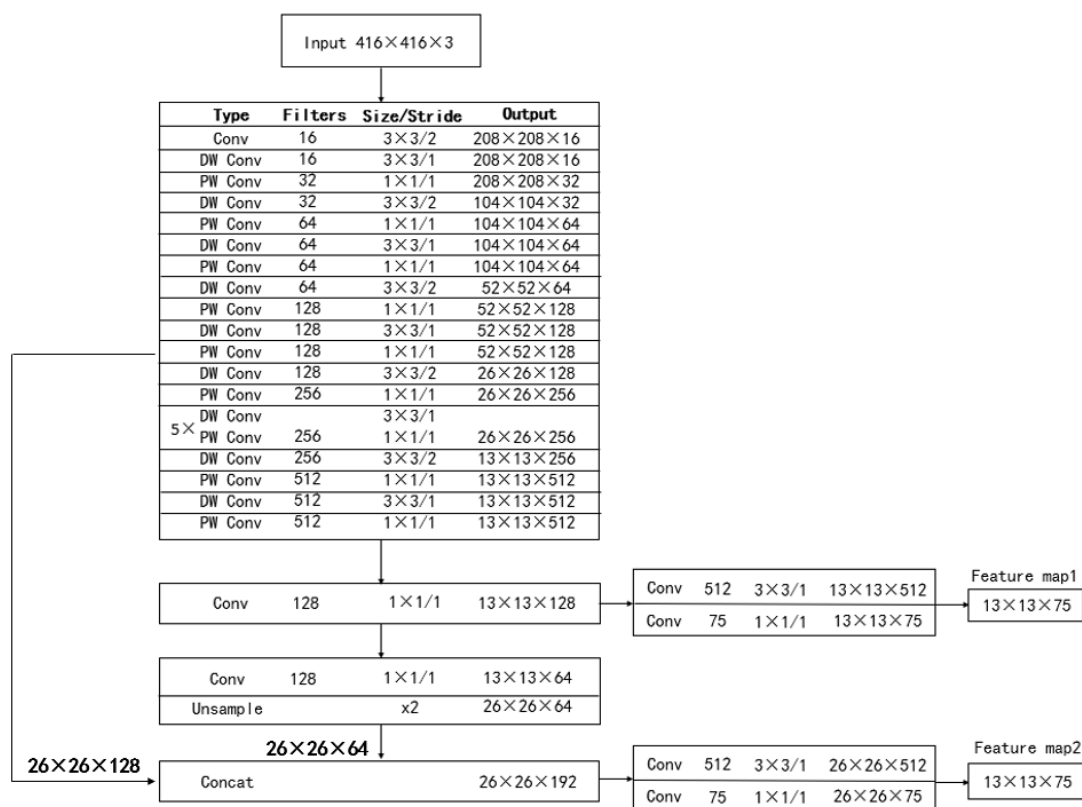 Input 416×416×3
Type Filters Size/Stride Output
Conv 16 3×3/2 208×208×16
DW Conv 16 3×3/1 208×208×16
PW Conv 32 1×1/1 208×208×32
DW Conv 32 3×3/2 104×104×32
PW Conv 64 1×1/1 104×104×64
DW Conv 64 3×3/1 104×104×64
PW Conv 64 1×1/1 104×104×64
DW Conv 64 3×3/2 52×52×64
PW Conv 128 1×1/1 52×52×128
DW Conv 128 3×3/1 52×52×128
PW Conv 128 1×1/1 52×52×128
DW Conv 128 3×3/2 26×26×128
PW Conv 256 1×1/1 26×26×256
DW Conv 3×3/1
5×
PW Conv 256 1×1/1 26×26×256
DW Conv 256 3×3/2 13×13×256
PW Conv 512 1×1/1 13×13×512
DW Conv 512 3×3/1 13×13×512
PW Conv 512 1×1/1 13×13×512
Conv 128 1×1/1 13×13×128
Conv 512 3×3/1 13×13×512
Conv 75 1×1/1 13×13×75
Feature map1
13×13×75
Conv 128 1×1/1 13×13×64
Unsample x2 26×26×64
26×26×64
26×26×128
Concat 26×26×192
Conv 512 3×3/1 26×26×512
Conv 75 1×1/1 26×26×75
Feature map2
13×13×75